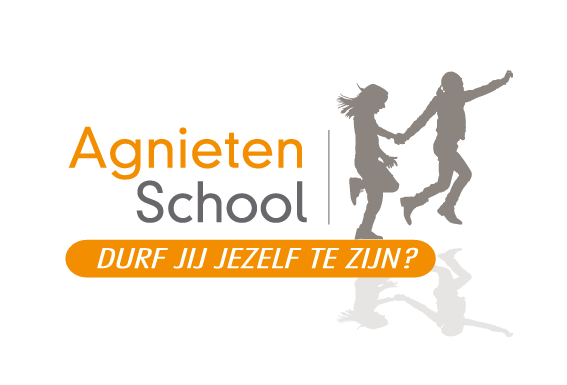 Agnieten
School
DURF JIJ JEZELF TE ZIJN?